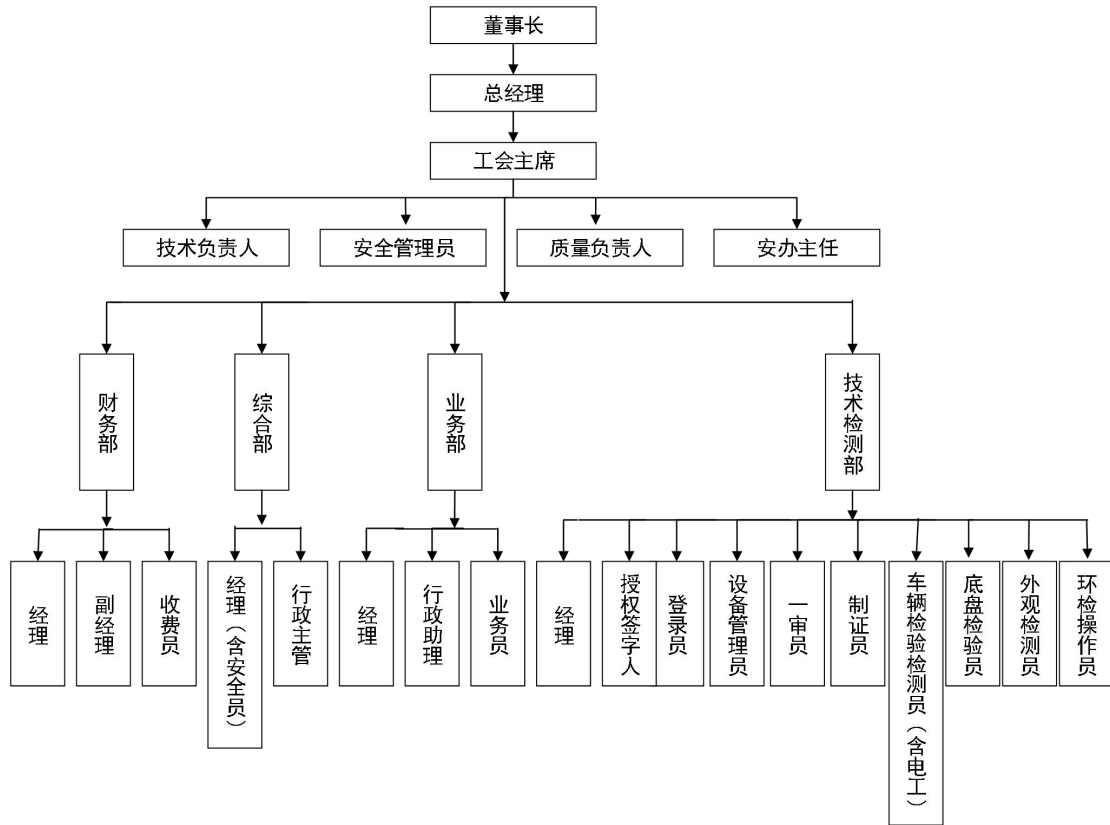 董事长
总经理
工会主席
技术负责人
安全管理员
质量负责人
安办主任
财务部
综合部
业务部
技术检测部
经理
副经理
收费员
经理（含安全员）
行政主管
经理
行政助理
业务员
经理
授权签字人
登录员
设备管理员
一审员
制证员
车辆检验检测员（含电工）
底盘检验员
外观检测员
环检操作员